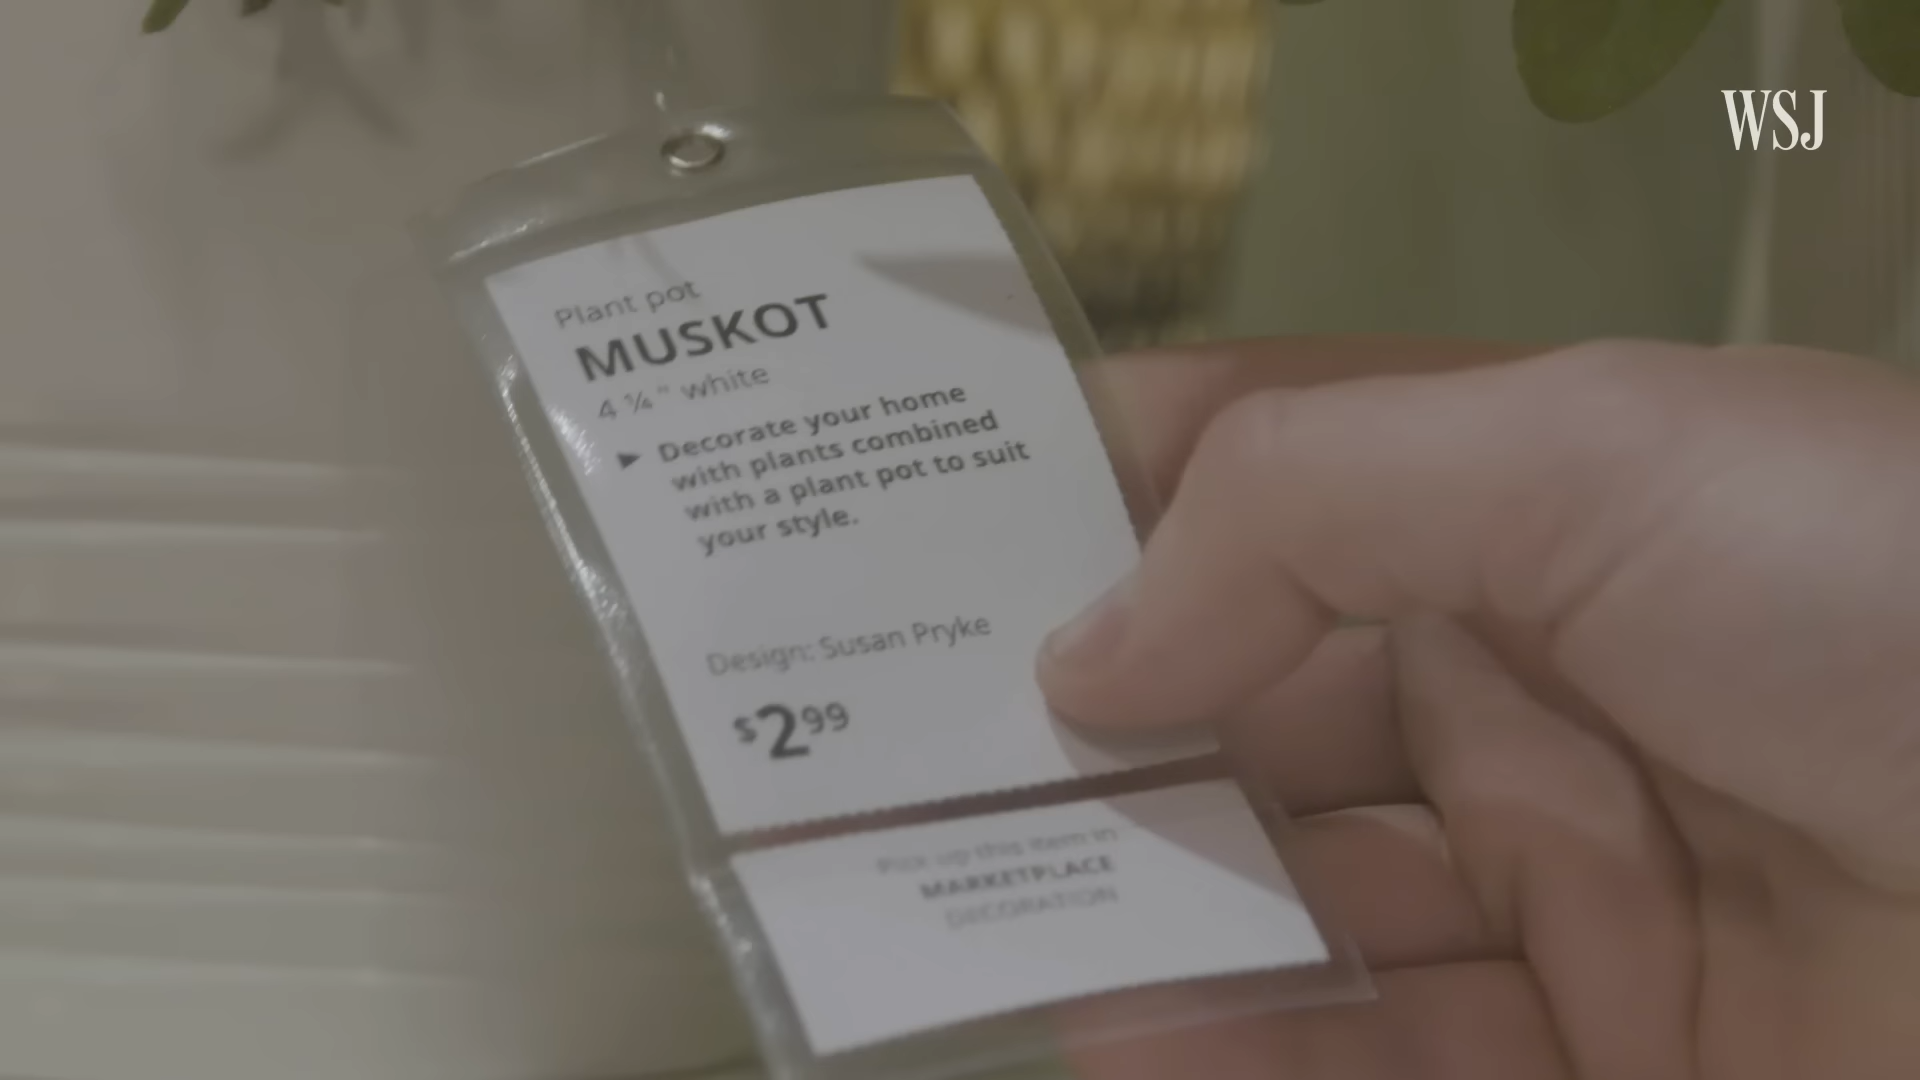 WSJ
Plant pot
MUSKOT
4 ¾" white
► Decorate your home
with plants combined
with a plant pot to suit
your style.
Design: Susan Pryke
$2.99
Pick up this item in
MARKETPLACE
DECORATION